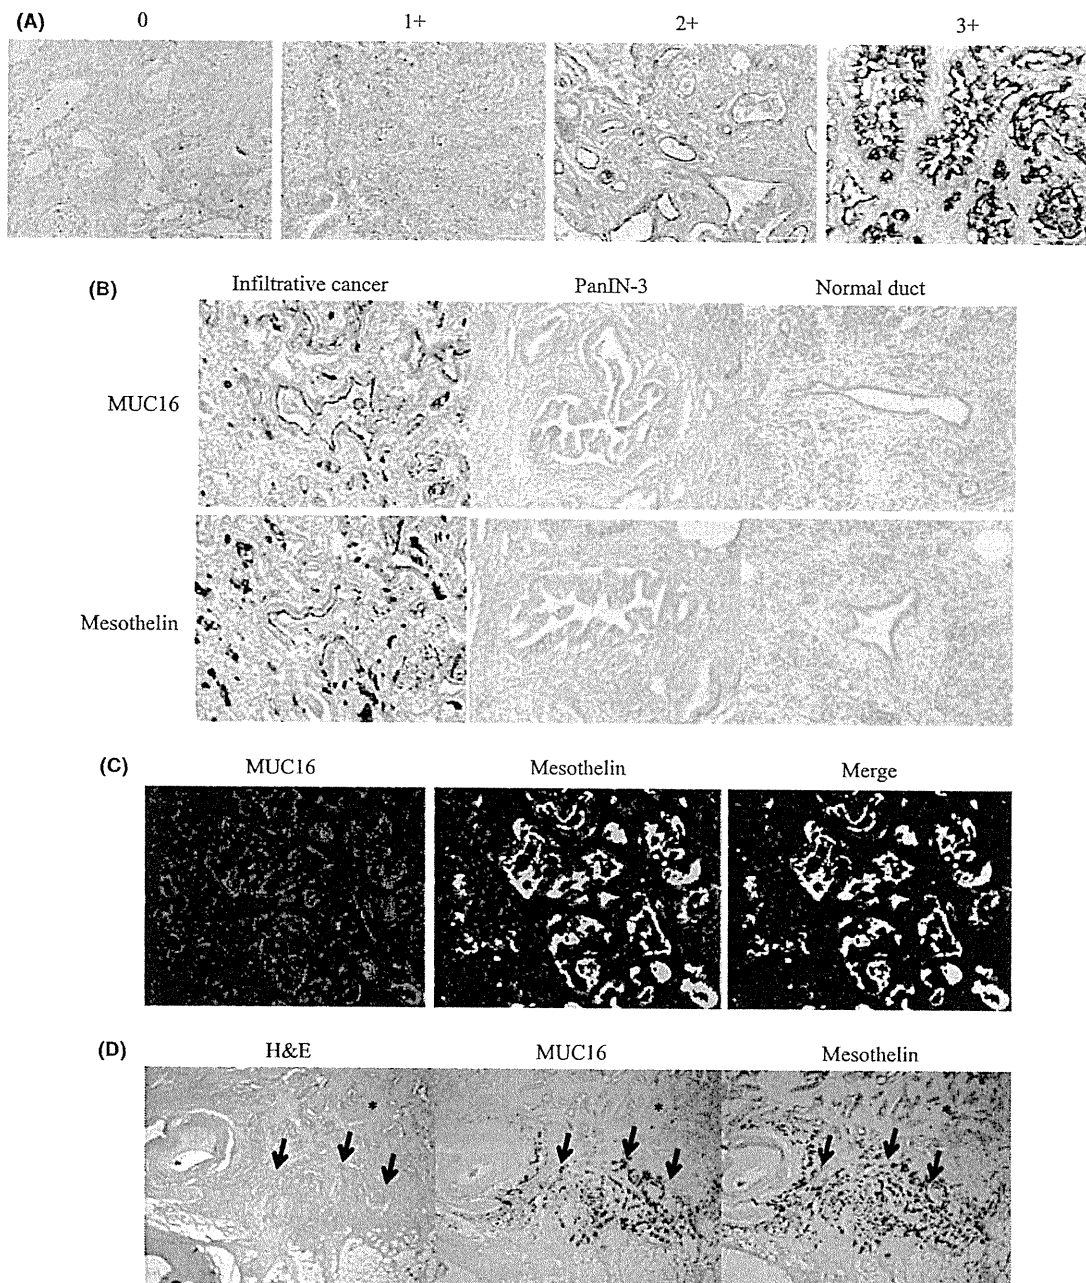 (A)
0 1+ 2+ 3+
(B)
Infiltrative cancer PanIN-3 Normal duct
MUC16
Mesothelin
(C)
MUC16 Mesothelin Merge
(D)
H&E MUC16 Mesothelin
* * *